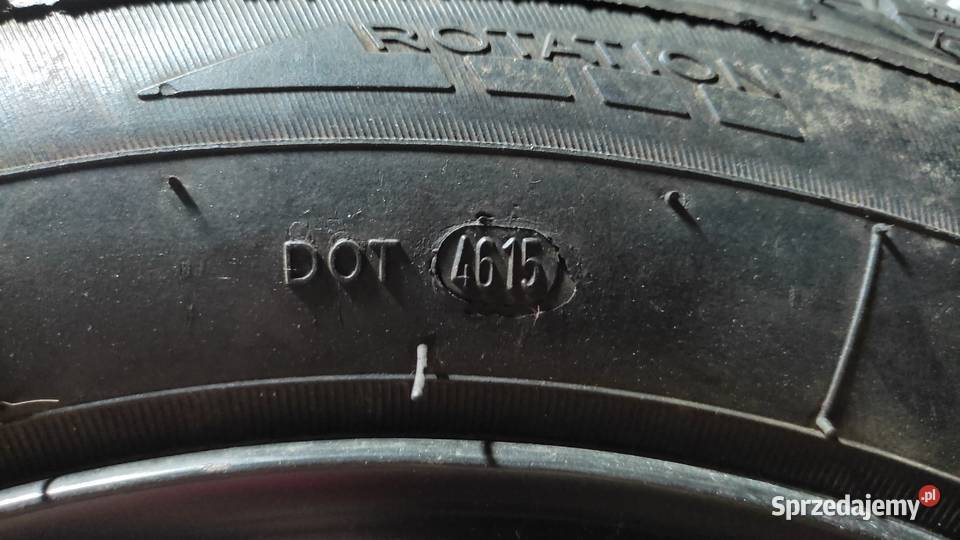 ROTATION
DOT 4615
Sprzedajemy.pl